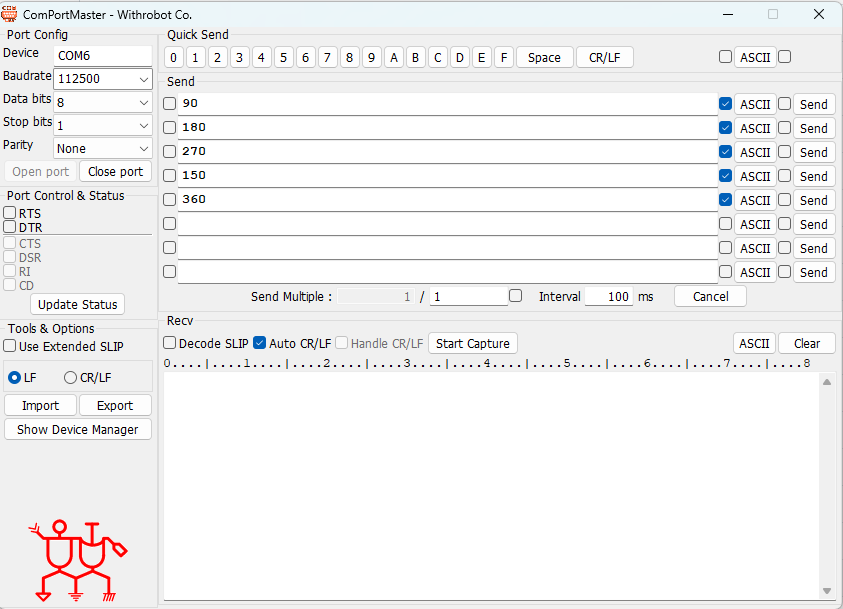 ComPortMaster - Withrobot Co.
Port Config
Device COM6
Baudrate 112500
Data bits 8
Stop bits 1
Parity None
Open port Close port
Port Control & Status
RTS
DTR
CTS
DSR
RI
CD
Update Status
Tools & Options
Use Extended SLIP
LF CR/LF
Import Export
Show Device Manager
Quick Send
0 1 2 3 4 5 6 7 8 9 A B C D E F Space CR/LF ASCII
Send
90 ASCII Send
180 ASCII Send
270 ASCII Send
150 ASCII Send
360 ASCII Send
ASCII Send
ASCII Send
ASCII Send
Send Multiple : 1 / 1 Interval 100 ms Cancel
Recv
Decode SLIP Auto CR/LF Handle CR/LF Start Capture ASCII Clear
0....|....1....|....2....|....3....|....4....|....5....|....6....|....7....|....8